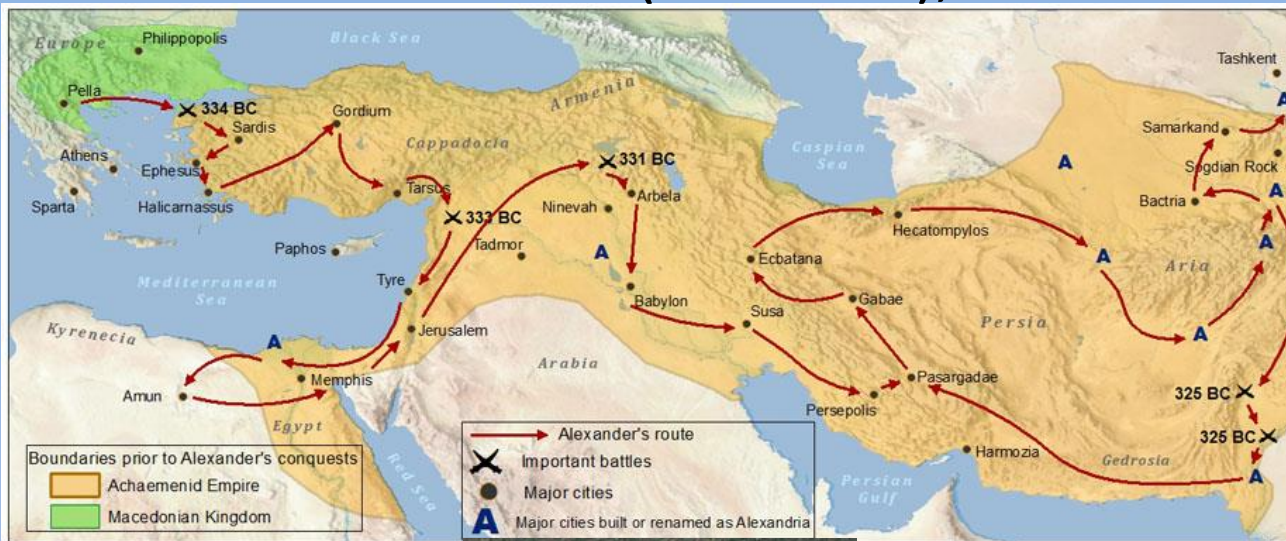 Europe
Philippopolis
Black Sea
Pella
334 BC
Sardis
Gordium
Armenia
Cappadocia
Athens
Ephesus
Sparta
Halicarnassus
Tarsus
333 BC
331 BC
Arbela
Ninevah
Caspian Sea
Tashkent
A
Samarkand
A
Sogdian Rock
Bactria
A
Paphos
Tadmor
Mediterranean Sea
Tyre
A
Babylon
Ecbatana
Hecatompylos
A
Aria
A
Gabae
Susa
Persia
A
Kyrenecia
A
Jerusalem
Arabia
Amun
Memphis
Egypt
Pasargadae
Persepolis
325 BC
325 BC
A
Harmozia
Gedrosia
Persian Gulf
Red Sea
Boundaries prior to Alexander's conquests
Achaemenid Empire
Macedonian Kingdom
Alexander's route
Important battles
Major cities
A Major cities built or renamed as Alexandria